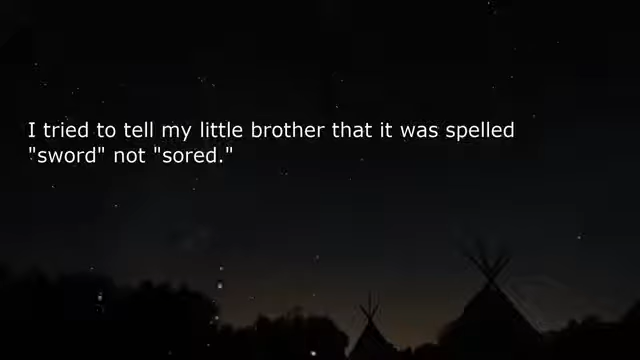 I tried to tell my little brother that it was spelled
"sword" not "sored."